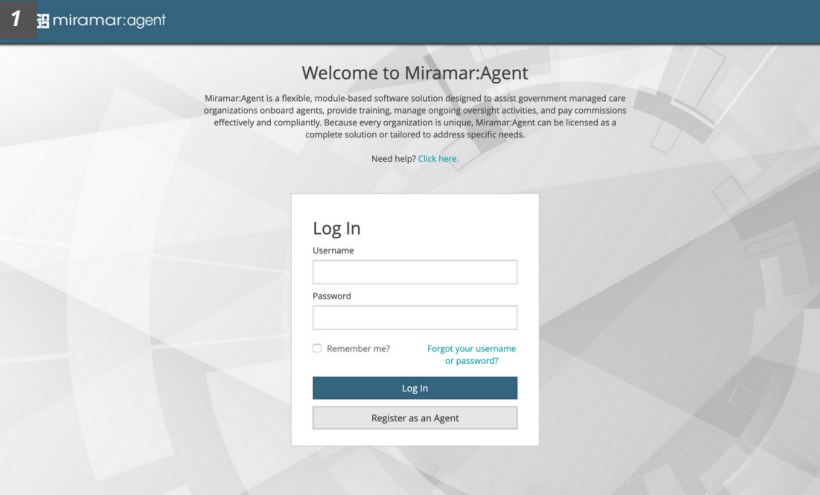 1 miramar:agent
Welcome to Miramar:Agent
Miramar:Agent is a flexible, module-based software solution designed to assist government managed care
organizations onboard agents, provide training, manage ongoing oversight activities, and pay commissions
effectively and compliantly. Because every organization is unique, Miramar:Agent can be licensed as a
complete solution or tailored to address specific needs.
Need help? Click here.
Log In
Username
Password
Remember me?
Forgot your username
or password?
Log In
Register as an Agent